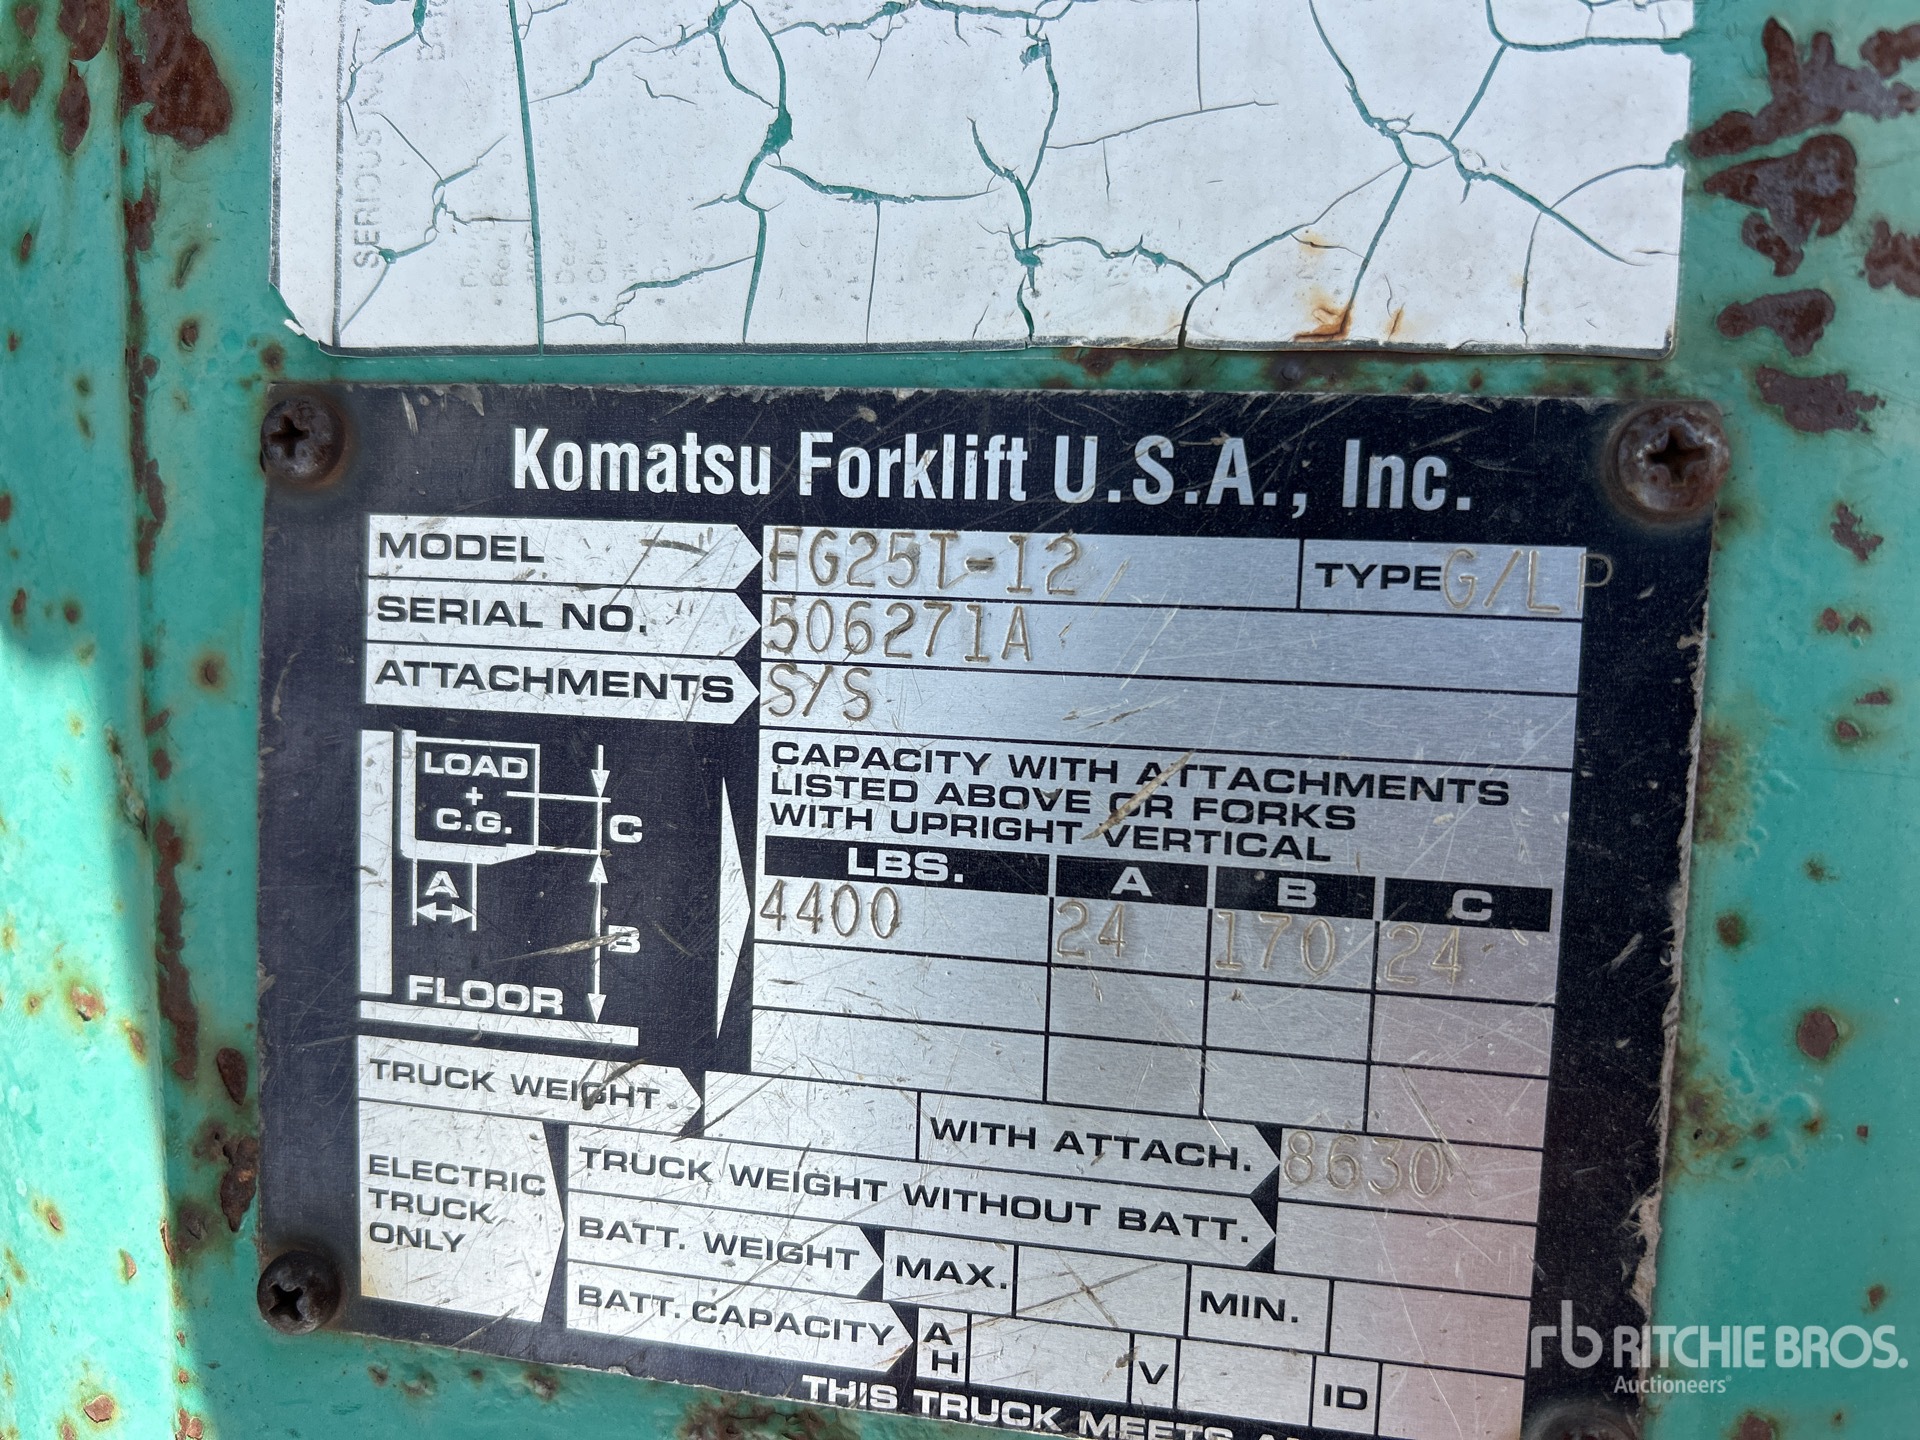 SERIOUS
Komatsu Forklift U.S.A., Inc.
MODEL FG25T-12 TYPE G/LP
SERIAL NO. 506271A
ATTACHMENTS S/S
LOAD
+
C.G.
C
A
B
FLOOR
CAPACITY WITH ATTACHMENTS
LISTED ABOVE OR FORKS
WITH UPRIGHT VERTICAL
LBS. A B C
4400 24 170 24
TRUCK WEIGHT WITH ATTACH. 8630
ELECTRIC
TRUCK
ONLY
TRUCK WEIGHT WITHOUT BATT.
BATT. WEIGHT MAX. MIN.
BATT. CAPACITY AH V ID
THIS TRUCK MEETS
rb RITCHIE BROS.
Auctioneers